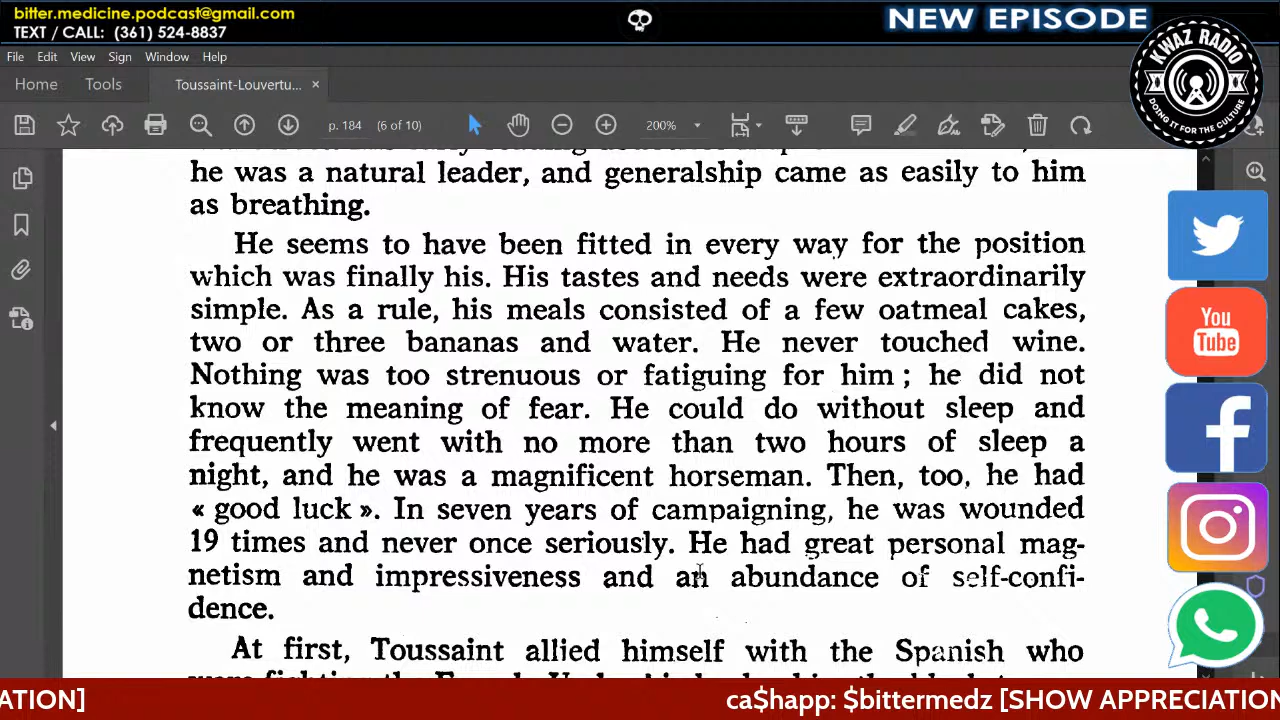 bitter.medicine.podcast@gmail.com
TEXT / CALL: (361) 524-8837
NEW EPISODE
KWAZ RADIO
DOING IT FOR THE CULTURE
File Edit View Sign Window Help
Home Tools Toussaint-Louvertu... ×
p. 184 (6 of 10) 200%
he was a natural leader, and generalship came as easily to him
as breathing.
He seems to have been fitted in every way for the position
which was finally his. His tastes and needs were extraordinarily
simple. As a rule, his meals consisted of a few oatmeal cakes,
two or three bananas and water. He never touched wine.
Nothing was too strenuous or fatiguing for him ; he did not
know the meaning of fear. He could do without sleep and
frequently went with no more than two hours of sleep a
night, and he was a magnificent horseman. Then, too, he had
« good luck ». In seven years of campaigning, he was wounded
19 times and never once seriously. He had great personal mag-
netism and impressiveness and an abundance of self-confi-
dence.
At first, Toussaint allied himself with the Spanish who
You
Tube
ATION]
ca$happ: $bittermedz [SHOW APPRECIATION